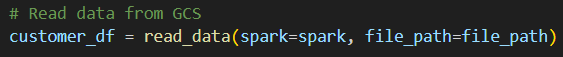 # Read data from GCS
customer_df = read_data(spark=spark, file_path=file_path)